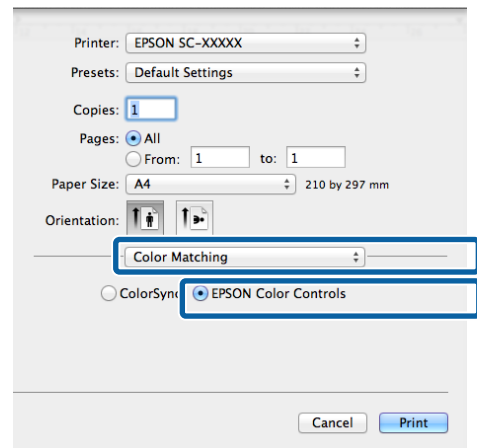 Printer: EPSON SC-XXXXX
Presets: Default Settings
Copies: 1
Pages: All
From: 1 to: 1
Paper Size: A4 210 by 297 mm
Orientation:
Color Matching
ColorSync EPSON Color Controls
Cancel Print